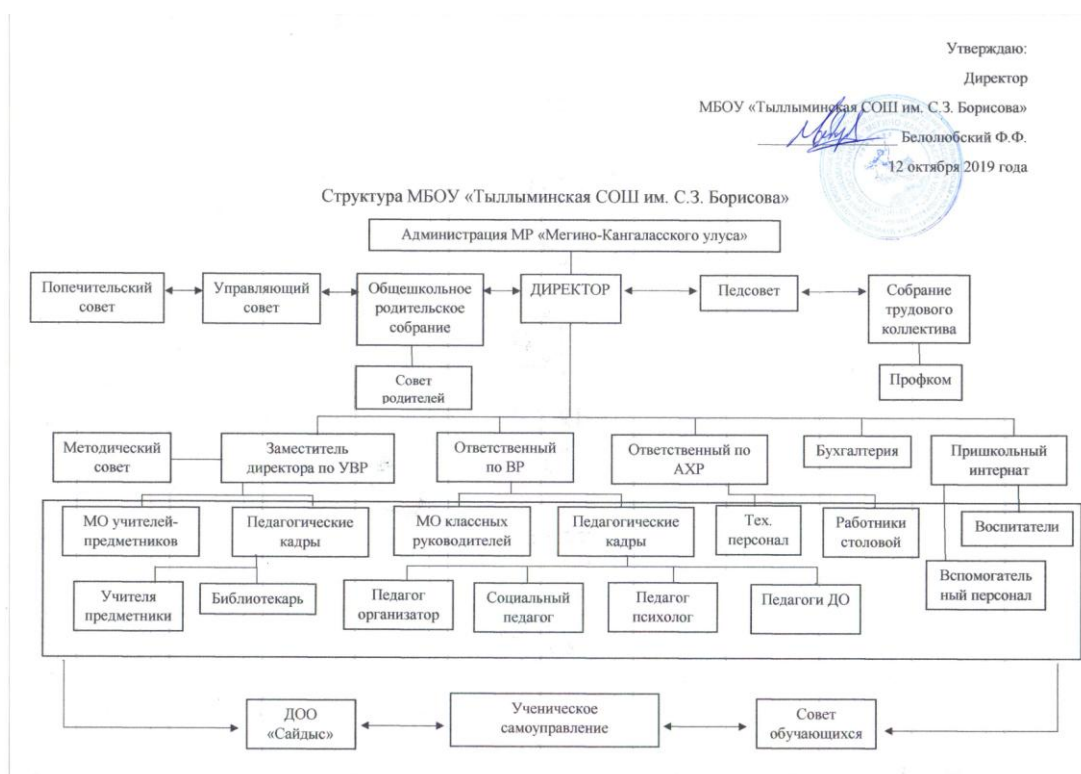 Утверждаю:
Директор
МБОУ «Тыллыминская СОШ им. С.З. Борисова»
Белолюбский Ф.Ф.
12 октября 2019 года
Структура МБОУ «Тыллыминская СОШ им. С.З. Борисова»
Администрация МР «Мегино-Кангаласского улуса»
Попечительский
совет
Управляющий
совет
Общешкольное
родительское
собрание
ДИРЕКТОР
Педсовет
Собрание
трудового
коллектива
Совет
родителей
Профком
Методический
совет
Заместитель
директора по УВР
Ответственный
по ВР
Ответственный по
АХР
Бухгалтерия
Пришкольный
интернат
МО учителей-
предметников
Педагогические
кадры
МО классных
руководителей
Педагогические
кадры
Тех.
персонал
Работники
столовой
Воспитатели
Учителя
предметники
Библиотекарь
Педагог
организатор
Социальный
педагог
Педагог
психолог
Педагоги ДО
Вспомогатель
ный персонал
ДОО
«Сайдыс»
Ученическое
самоуправление
Совет
обучающихся